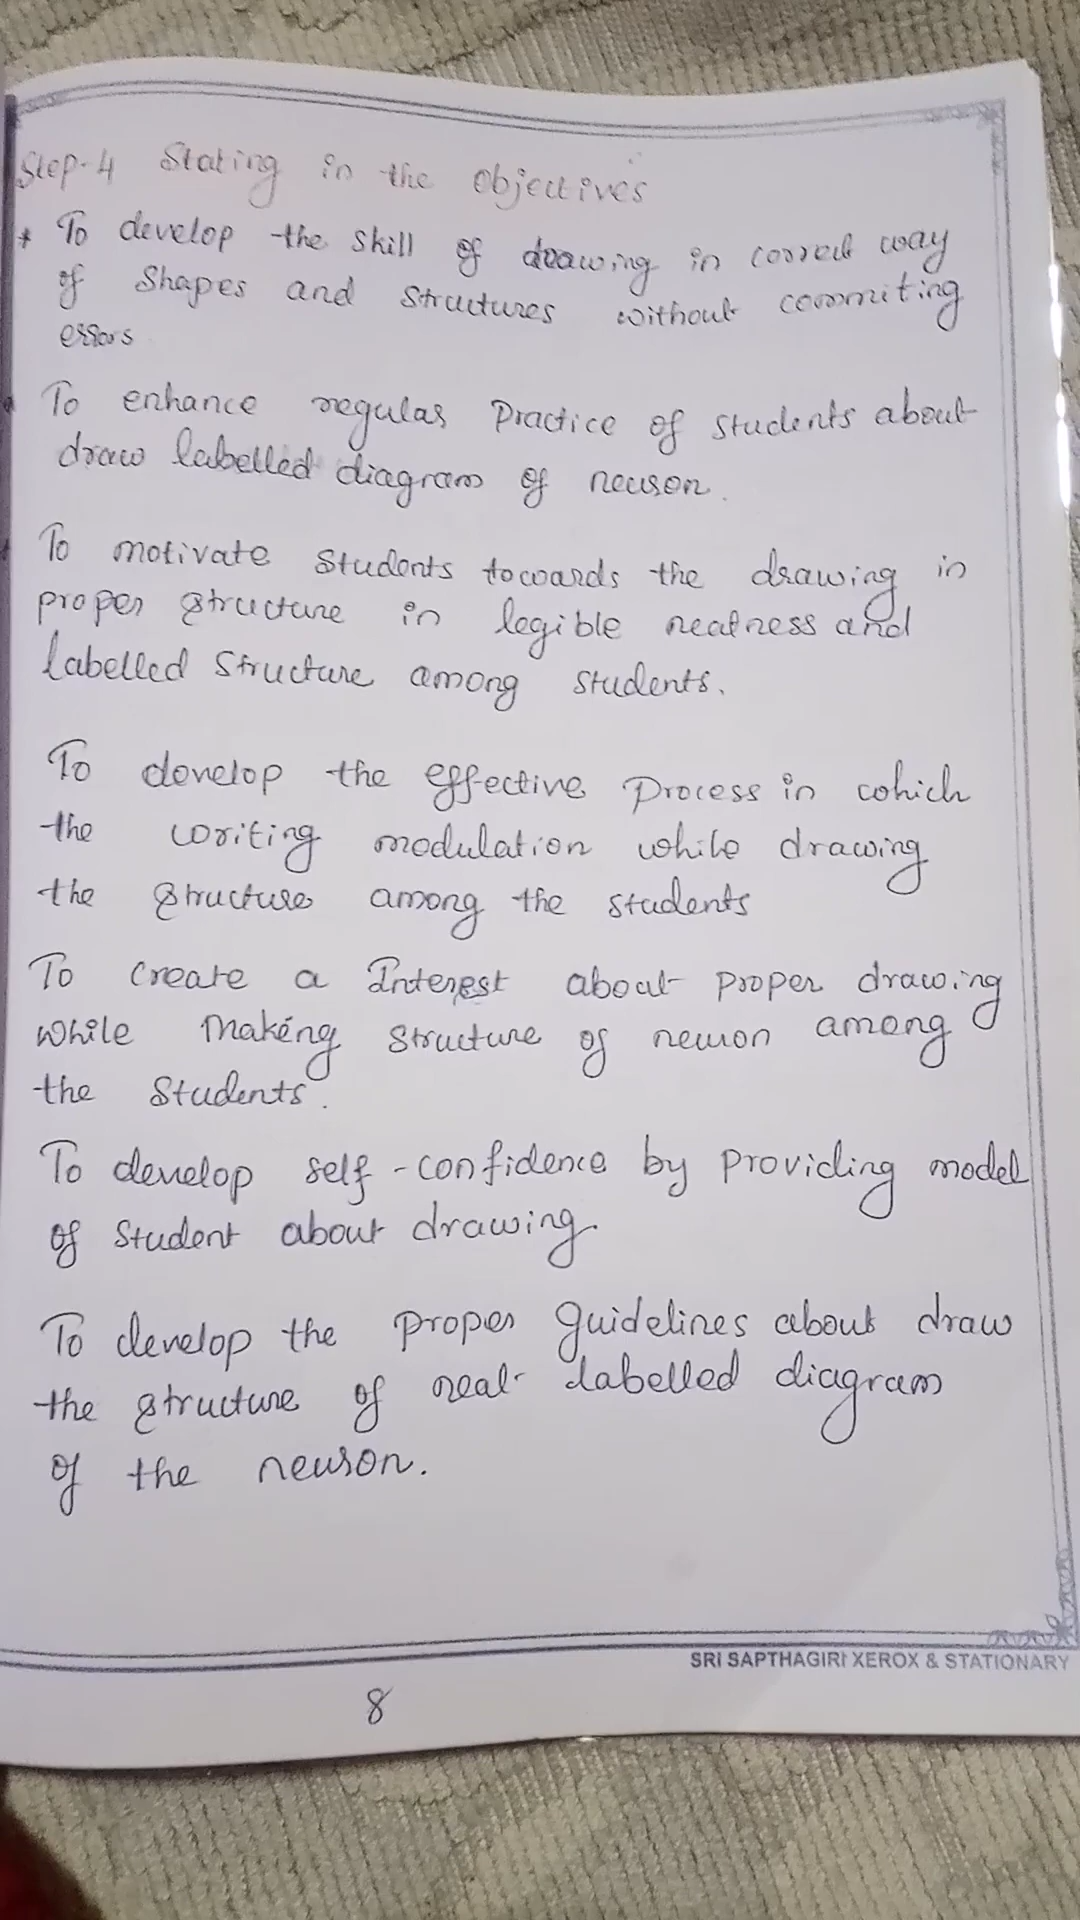 Step-4 Stating in the Objectives
* To develop the skill of drawing in correct way
of Shapes and Structures without commiting
errors
To enhance regular Practice of students about
draw labelled diagram of neuron.
To motivate students towards the drawing in
proper structure in legible neatness and
labelled structure among students.
To develop the effective Process in which
the writing modulation while drawing
the structure among the students
To create a Interest about proper drawing
while making structure of neuron among
the students.
To develop self-confidence by providing model
of student about drawing.
To develop the proper guidelines about draw
the structure of neat labelled diagram
of the neuron.
SRI SAPTHAGIRI XEROX & STATIONARY
8